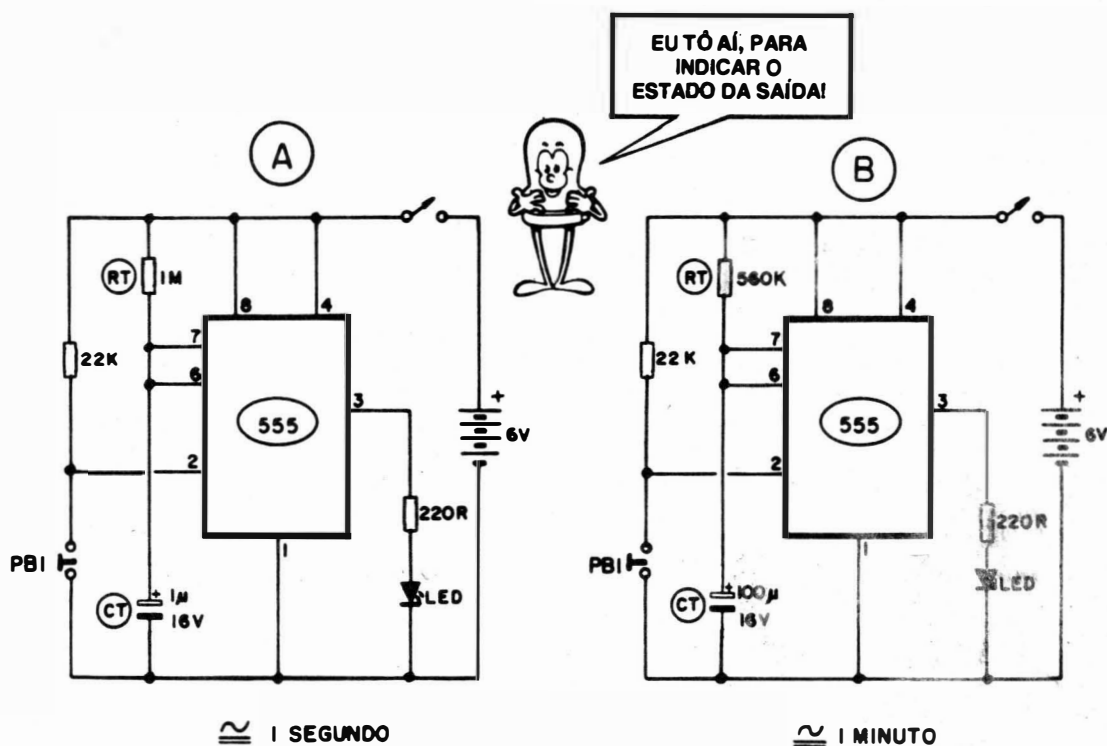 EU TÔ AÍ, PARA
INDICAR O
ESTADO DA SAÍDA!
A
RT
1M
22K
8
4
7
6
555
3
2
1
+
6V
220R
LED
PB1
CT
+
1µ
16V
≅ 1 SEGUNDO
B
RT
560K
22K
8
4
7
6
555
3
2
1
+
6V
220R
LED
PB1
CT
+
100µ
16V
≅ 1 MINUTO